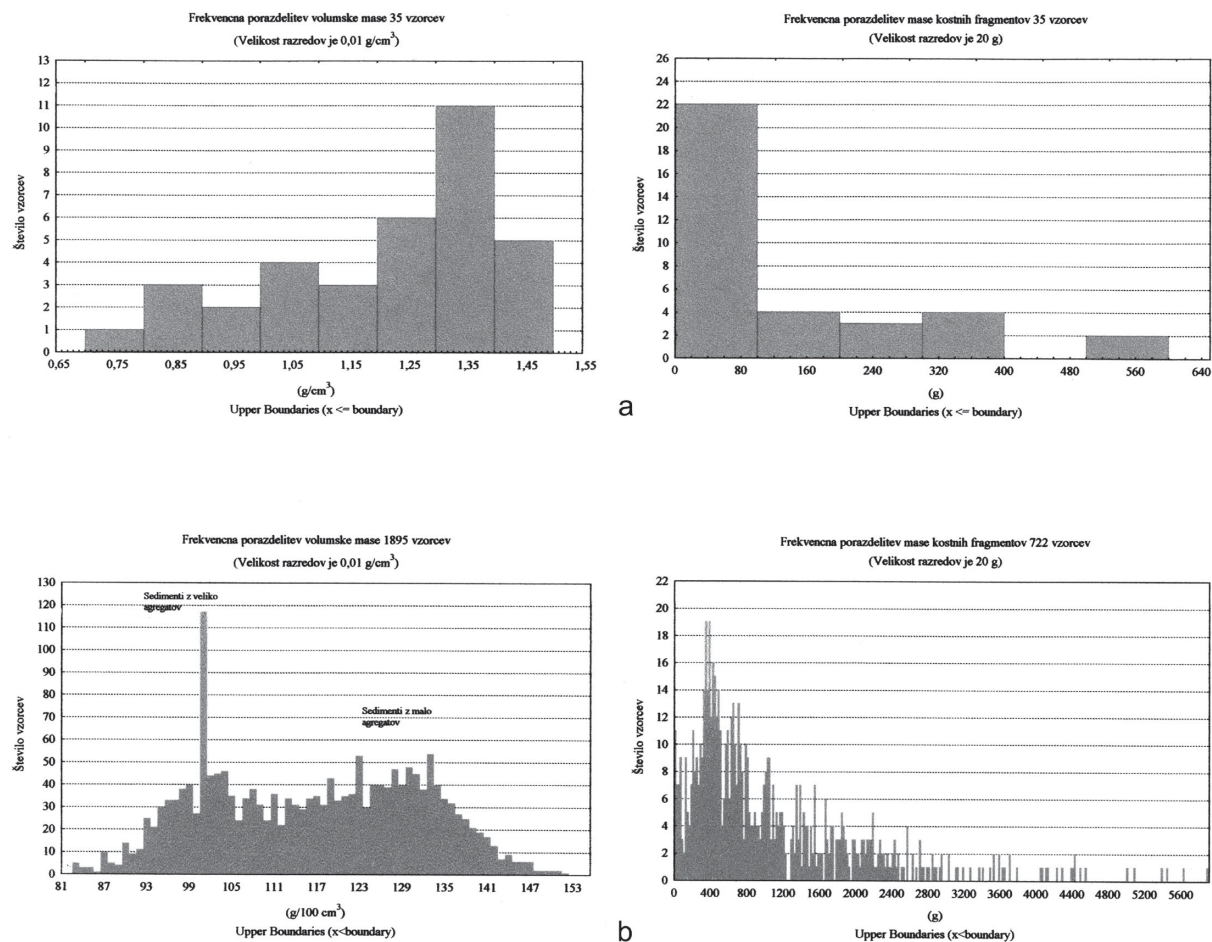 Frekvencna porazdelitev volumske mase 35 vzorcev
(Velikost razredov je 0,01 g/cm³)
13
12
11
10
9
8
7
6
5
4
3
2
1
0
Število vzorcev
0,65 0,75 0,85 0,95 1,05 1,15 1,25 1,35 1,45 1,55
(g/cm³)
Upper Boundaries (x <= boundary)
Frekvencna porazdelitev mase kostnih fragmentov 35 vzorcev
(Velikost razredov je 20 g)
26
24
22
20
18
16
14
12
10
8
6
4
2
0
Število vzorcev
0 80 160 240 320 400 480 560 640
(g)
Upper Boundaries (x <= boundary)
a
Frekvencna porazdelitev volumske mase 1895 vzorcev
(Velikost razredov je 0,01 g/cm³)
130
120
110
100
90
80
70
60
50
40
30
20
10
0
Število vzorcev
Sedimenti z veliko
agregatov
Sedimenti z malo
agregatov
81 87 93 99 105 111 117 123 129 135 141 147 153
(g/100 cm³)
Upper Boundaries (x<boundary)
Frekvencna porazdelitev mase kostnih fragmentov 722 vzorcev
(Velikost razredov je 20 g)
22
20
18
16
14
12
10
8
6
4
2
0
Število vzorcev
0 400 800 1200 1600 2000 2400 2800 3200 3600 4000 4400 4800 5200 5600
(g)
Upper Boundaries (x<boundary)
b